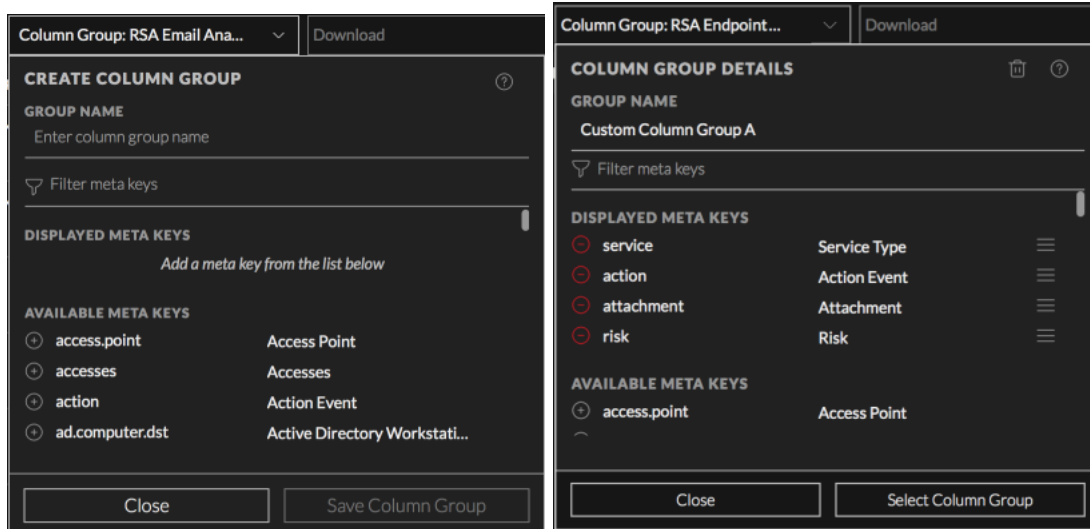 Column Group: RSA Email Ana...
Download
CREATE COLUMN GROUP
GROUP NAME
Enter column group name
Filter meta keys
DISPLAYED META KEYS
Add a meta key from the list below
AVAILABLE META KEYS
access.point Access Point
accesses Accesses
action Action Event
ad.computer.dst Active Directory Workstati...
Close
Save Column Group
Column Group: RSA Endpoint...
Download
COLUMN GROUP DETAILS
GROUP NAME
Custom Column Group A
Filter meta keys
DISPLAYED META KEYS
service Service Type
action Action Event
attachment Attachment
risk Risk
AVAILABLE META KEYS
access.point Access Point
Close
Select Column Group